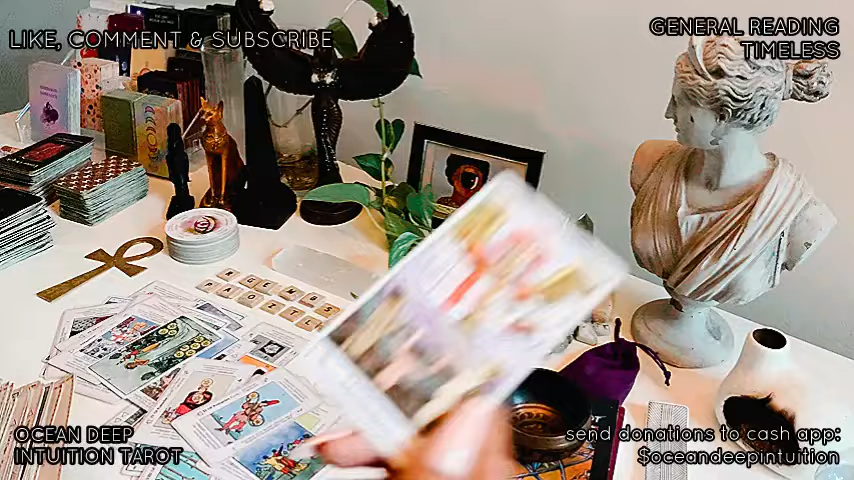 LIKE, COMMENT & SUBSCRIBE
GENERAL READING
TIMELESS
OCEAN DEEP
INTUITION TAROT
send donations to cash app:
$oceandeepintuition